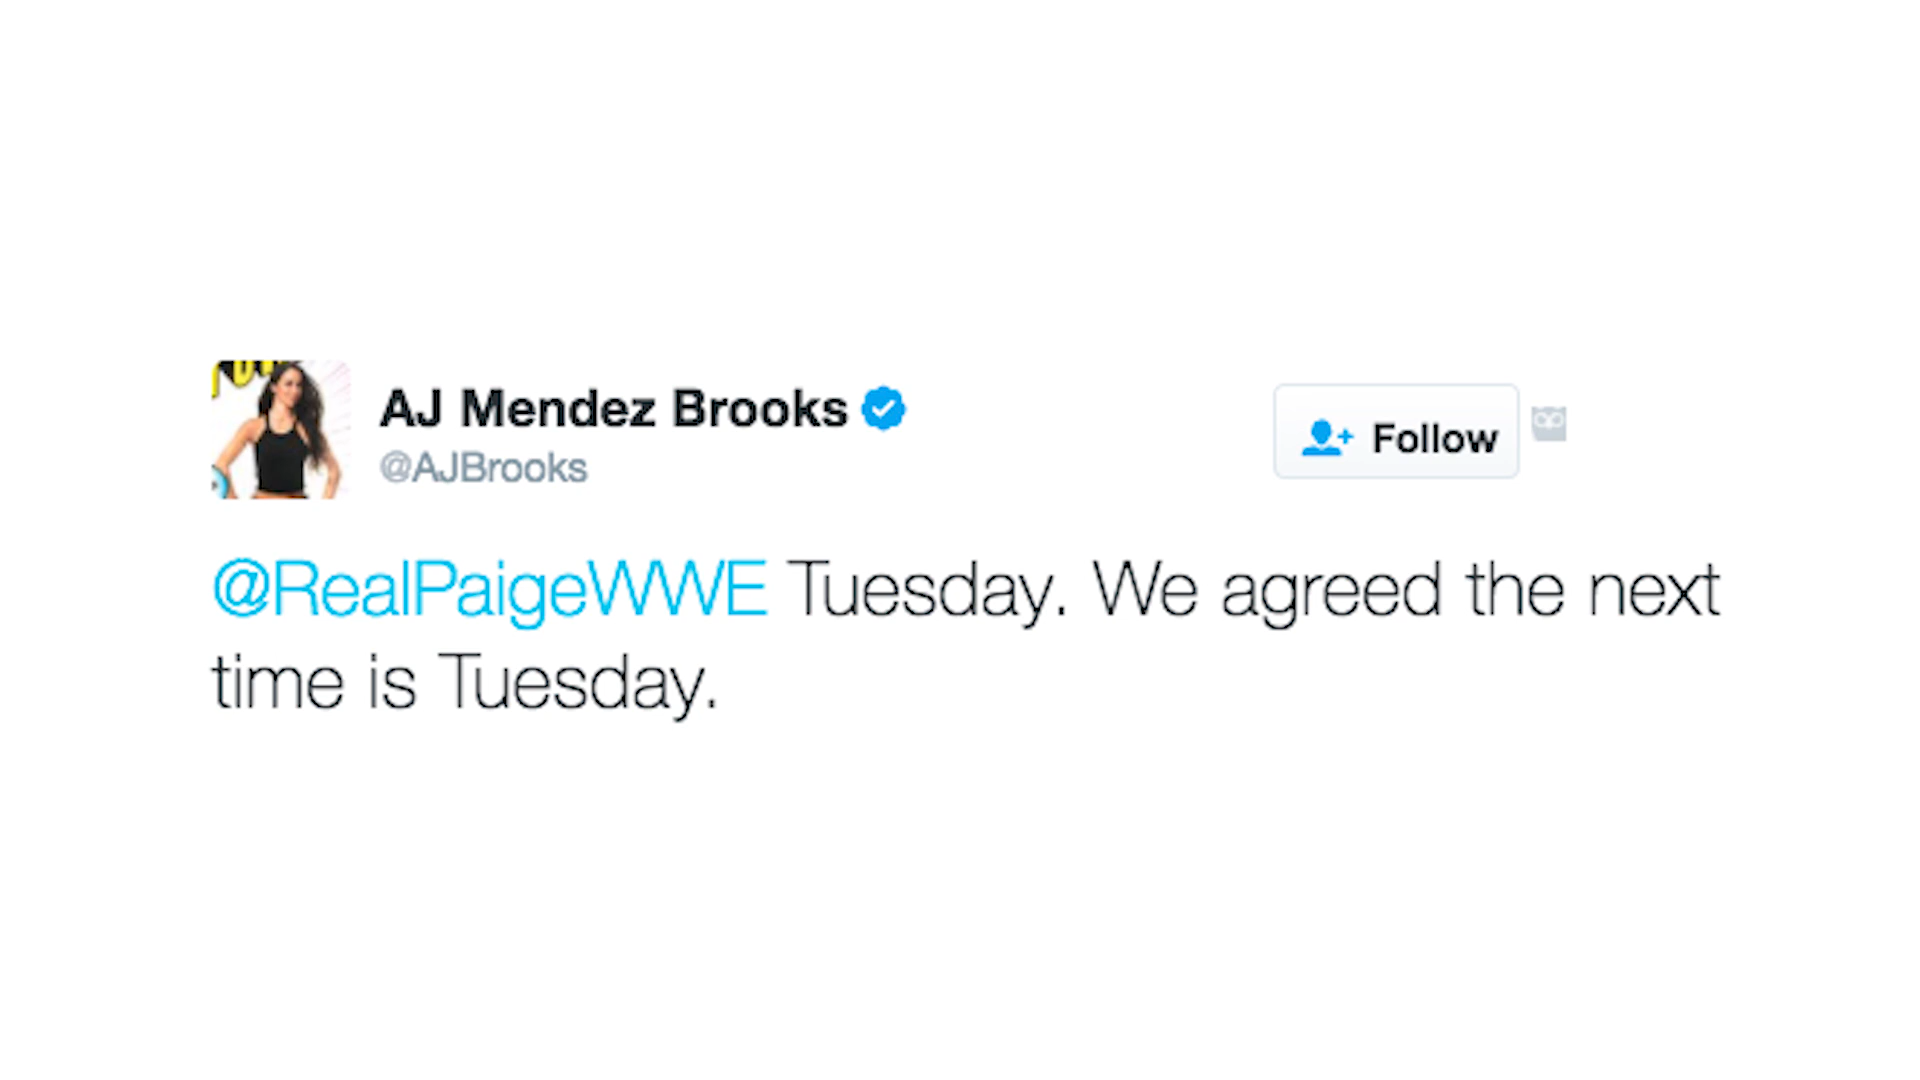 AJ Mendez Brooks
@AJBrooks
Follow
@RealPaigeWWE Tuesday. We agreed the next
time is Tuesday.